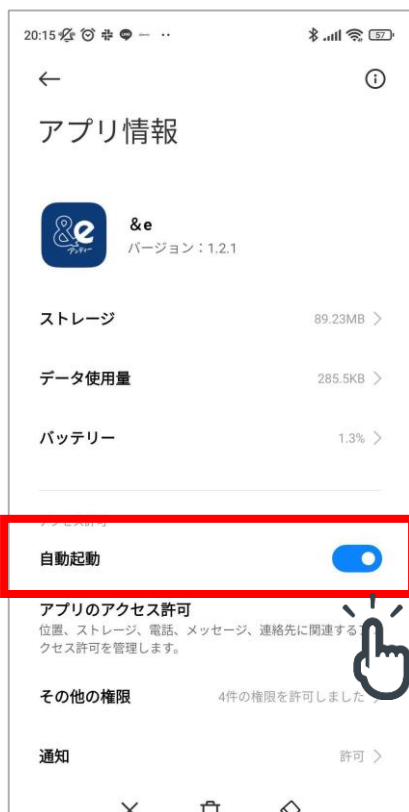 20:15
57
アプリ情報
&e
アンディー
&e
バージョン：1.2.1
ストレージ
89.23MB
データ使用量
285.5KB
バッテリー
1.3%
自動起動
アプリのアクセス許可
位置、ストレージ、電話、メッセージ、連絡先に関連する
クセス許可を管理します。
その他の権限
4件の権限を許可しました
通知
許可